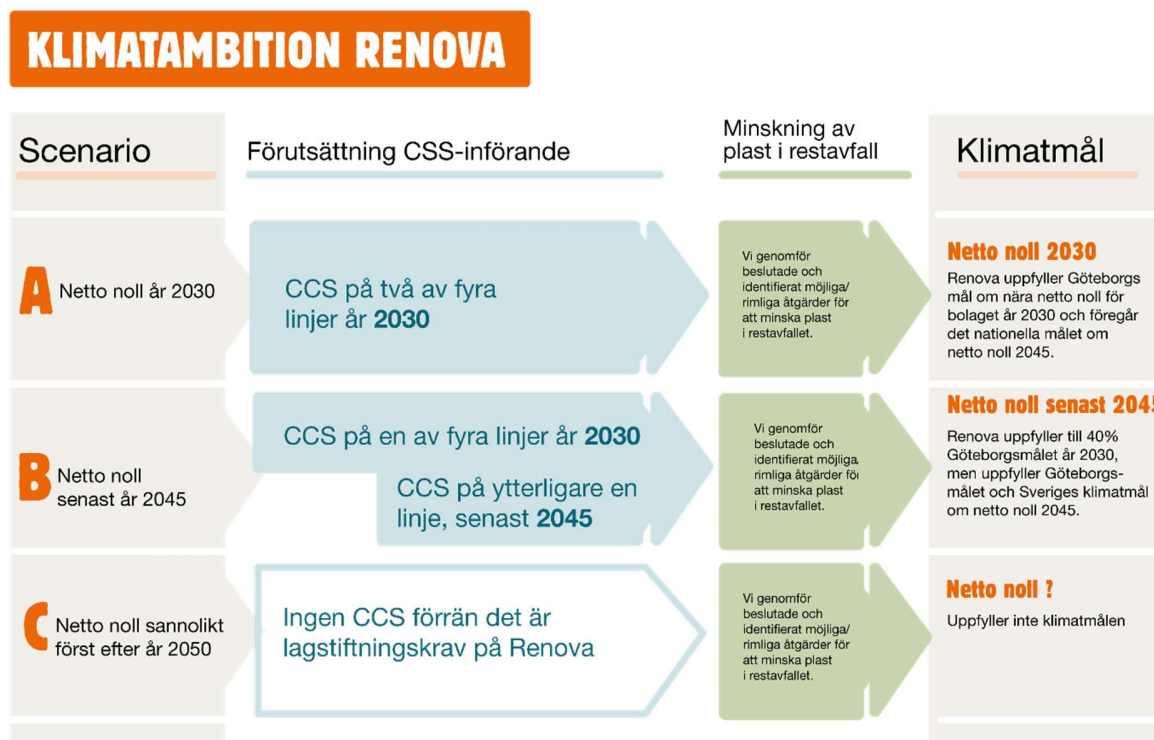 KLIMATAMBITION RENOVA
Scenario
Förutsättning CSS-införande
Minskning av
plast i restavfall
Klimatmål
A Netto noll år 2030
CCS på två av fyra
linjer år 2030
Vi genomför
beslutade och
identifierat möjliga/
rimliga åtgärder för
att minska plast
i restavfallet.
Netto noll 2030
Renova uppfyller Göteborgs
mål om nära netto noll för
bolaget år 2030 och föregår
det nationella målet om
netto noll 2045.
B Netto noll
senast år 2045
CCS på en av fyra linjer år 2030
CCS på ytterligare en
linje, senast 2045
Vi genomför
beslutade och
identifierat möjliga
rimliga åtgärder för
att minska plast
i restavfallet.
Netto noll senast 2045
Renova uppfyller till 40%
Göteborgsmålet år 2030,
men uppfyller Göteborgs-
målet och Sveriges klimatmål
om netto noll 2045.
C Netto noll sannolikt
först efter år 2050
Ingen CCS förrän det är
lagstiftningskrav på Renova
Vi genomför
beslutade och
identifierat möjliga/
rimliga åtgärder för
att minska plast
i restavfallet.
Netto noll ?
Uppfyller inte klimatmålen